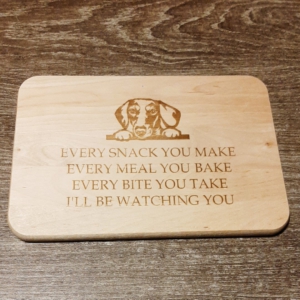 EVERY SNACK YOU MAKE
EVERY MEAL YOU BAKE
EVERY BITE YOU TAKE
I'LL BE WATCHING YOU